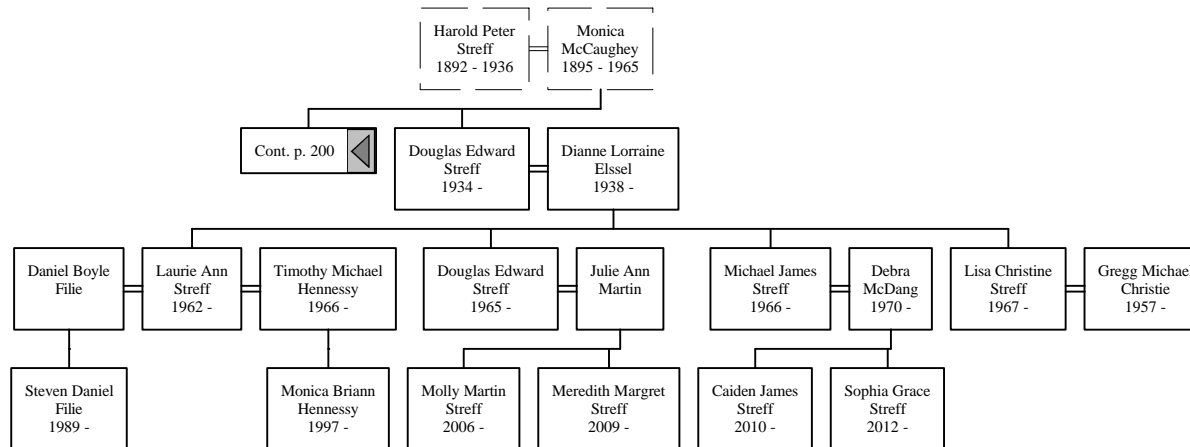 Harold Peter
Streff
1892 - 1936
Monica
McCaughey
1895 - 1965
Cont. p. 200
Douglas Edward
Streff
1934 -
Dianne Lorraine
Elssel
1938 -
Daniel Boyle
Filie
Laurie Ann
Streff
1962 -
Timothy Michael
Hennessy
1966 -
Douglas Edward
Streff
1965 -
Julie Ann
Martin
Michael James
Streff
1966 -
Debra
McDang
1970 -
Lisa Christine
Streff
1967 -
Gregg Michael
Christie
1957 -
Steven Daniel
Filie
1989 -
Monica Briann
Hennessy
1997 -
Molly Martin
Streff
2006 -
Meredith Margret
Streff
2009 -
Caiden James
Streff
2010 -
Sophia Grace
Streff
2012 -